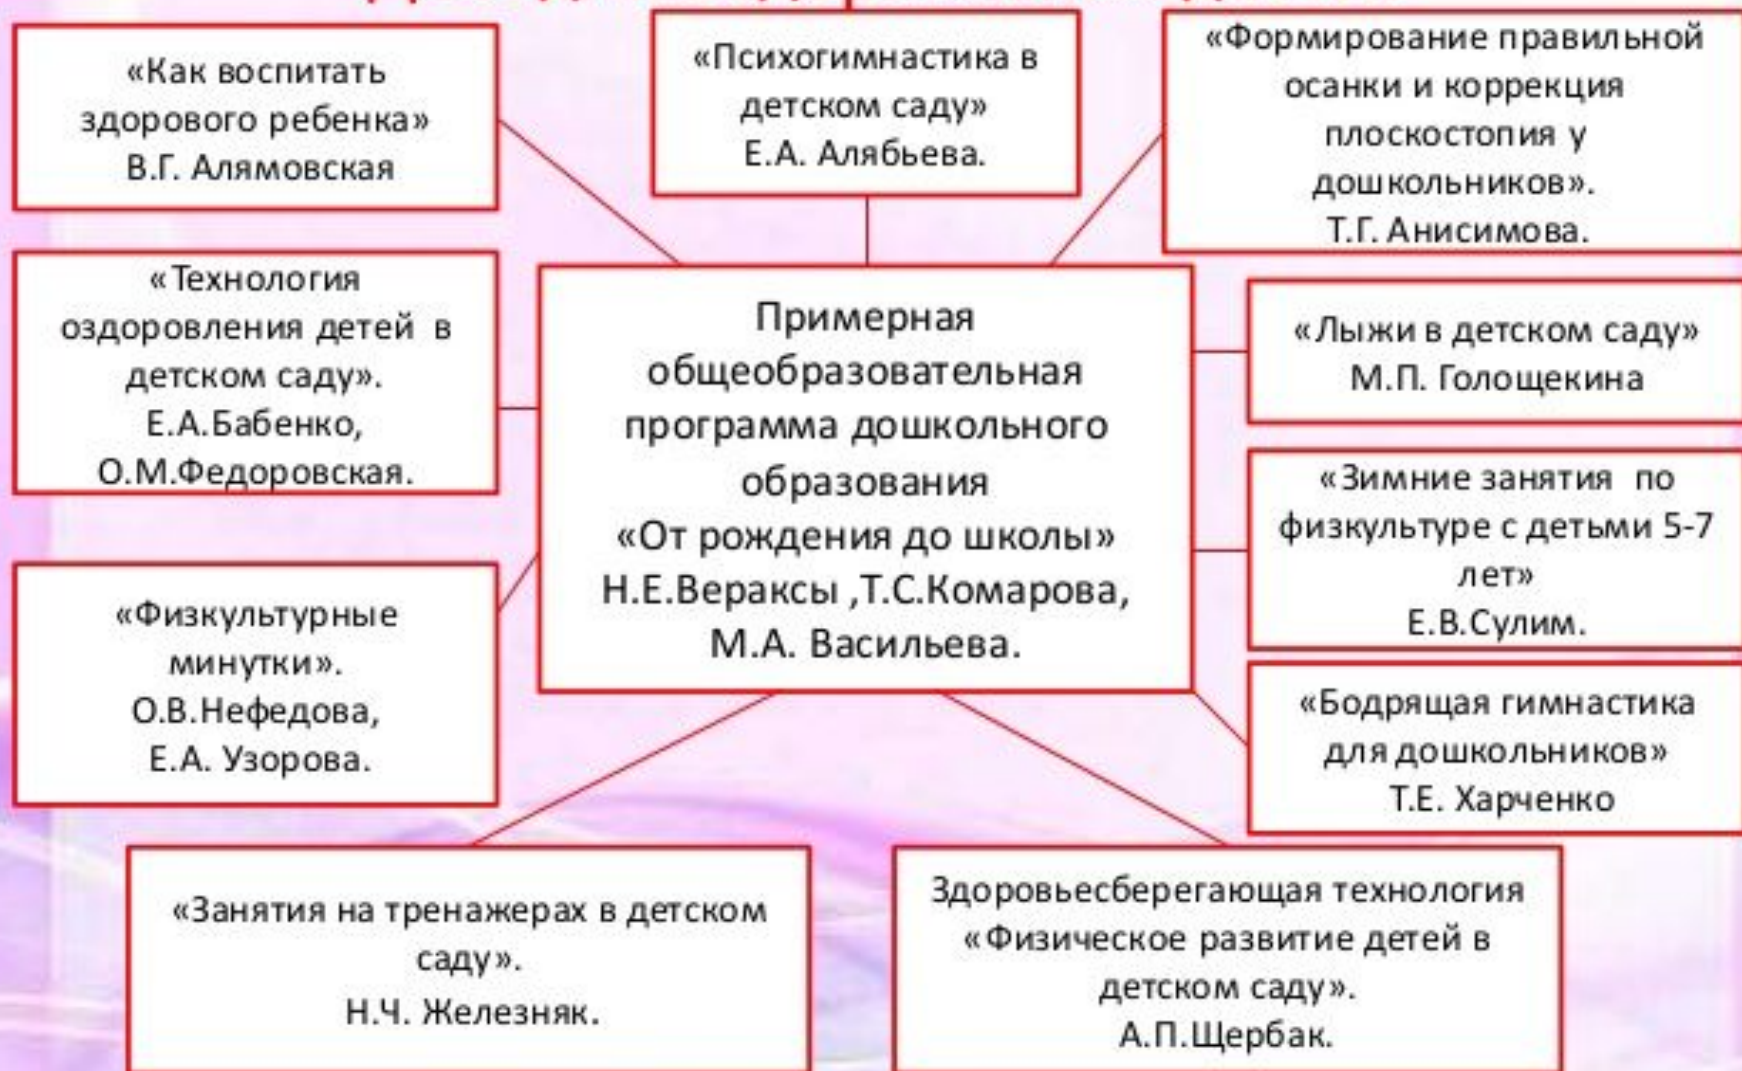 «Как воспитать
здорового ребенка»
В.Г. Алямовская
«Психогимнастика в
детском саду»
Е.А. Алябьева.
«Формирование правильной
осанки и коррекция
плоскостопия у
дошкольников».
Т.Г. Анисимова.
«Технология
оздоровления детей в
детском саду».
Е.А.Бабенко,
О.М.Федоровская.
Примерная
общеобразовательная
программа дошкольного
образования
«От рождения до школы»
Н.Е.Вераксы ,Т.С.Комарова,
М.А. Васильева.
«Лыжи в детском саду»
М.П. Голощекина
«Зимние занятия по
физкультуре с детьми 5-7
лет»
Е.В.Сулим.
«Физкультурные
минутки».
О.В.Нефедова,
Е.А. Узорова.
«Бодрящая гимнастика
для дошкольников»
Т.Е. Харченко
«Занятия на тренажерах в детском
саду».
Н.Ч. Железняк.
Здоровьесберегающая технология
«Физическое развитие детей в
детском саду».
А.П.Щербак.